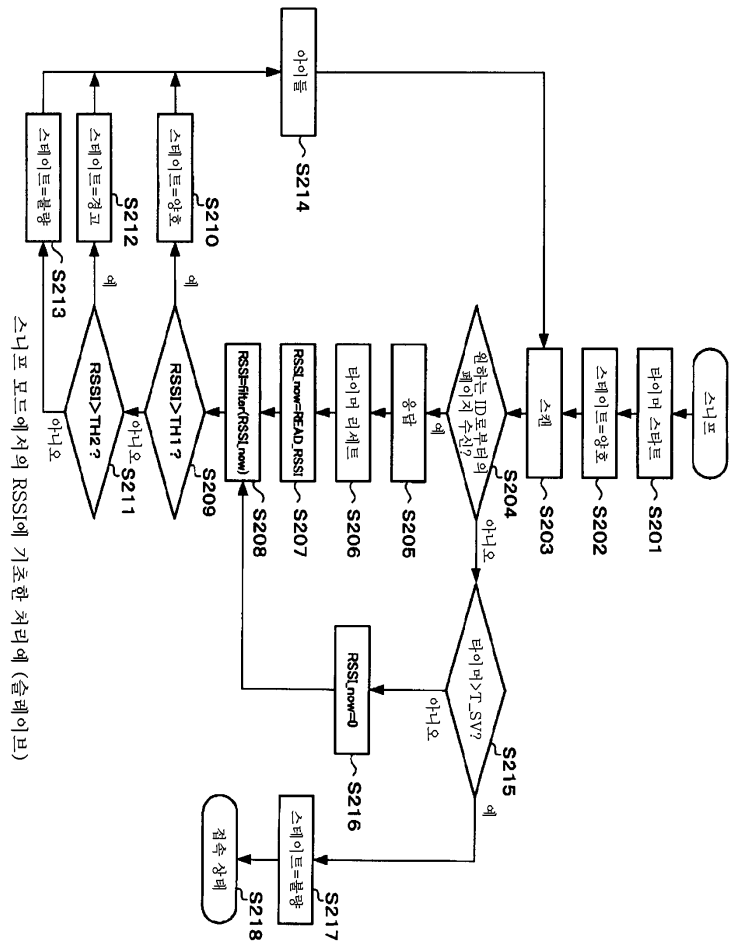 스니프
타이머 스타트
S201
스테이트=양호
S202
스캔
S203
원하는 ID로부터의
페이지 수신?
S204
예
아니오
응답
S205
타이머 리세트
S206
RSSI_now=READ_RSSI
S207
RSSI=filter(RSSI_now)
S208
RSSI>TH1?
S209
예
아니오
스테이트=양호
S210
RSSI>TH2?
S211
예
아니오
스테이트=경고
S212
스테이트=불량
S213
아이들
S214
타이머>T_SV?
S215
예
아니오
RSSI_now=0
S216
스테이트=불량
S217
접속 상태
S218
스니프 모드에서의 RSSI에 기초한 처리예 (슬레이브)